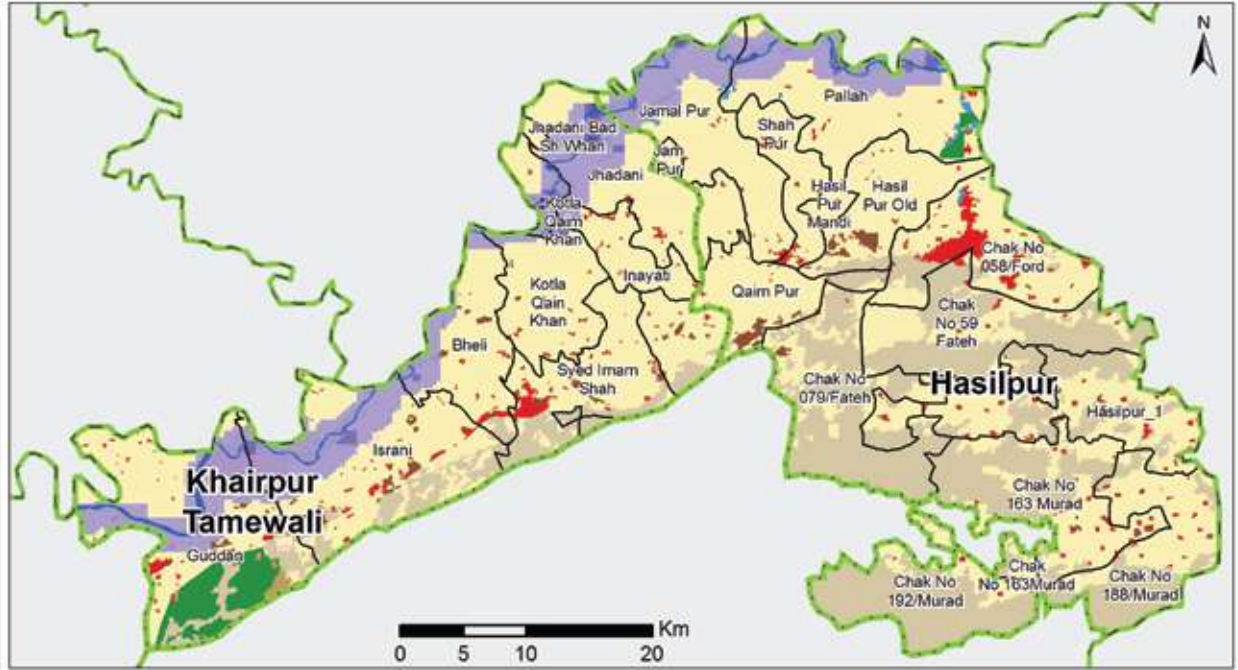 N
Pallah
Jamal Pur
Shah
Pur
Jhadani Bad
Sh Whan
Jam
Pur
Jhadani
Hasil
Pur
Mandi
Hasil
Pur Old
Kotla
Qaim
Khan
Chak No
058/Ford
Inayati
Qaim Pur
Kotla
Qain
Khan
Chak
No 59
Fateh
Bheli
Syed Imam
Shah
Chak No
079/Fateh
Hasilpur
Hasilpur_1
Israni
Khairpur
Tamewali
Chak No
163 Murad
Guddan
Chak
No 163Murad
Chak No
192/Murad
Chak No
188/Murad
Km
0 5 10 20